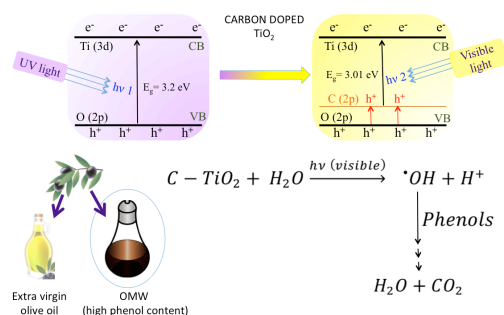 e⁻ e⁻ e⁻ e⁻
Ti (3d) CB
UV light
hν 1
E_g= 3.2 eV
O (2p) VB
h⁺ h⁺ h⁺ h⁺
CARBON DOPED
TiO₂
e⁻ e⁻ e⁻ e⁻
Ti (3d) CB
hν 2
Visible
light
E_g= 3.01 eV
C (2p) h⁺ h⁺
O (2p) VB
h⁺ h⁺ h⁺ h⁺
C − TiO₂ + H₂O hν (visible) •OH + H⁺
Phenols
H₂O + CO₂
Extra virgin
olive oil
OMW
(high phenol content)